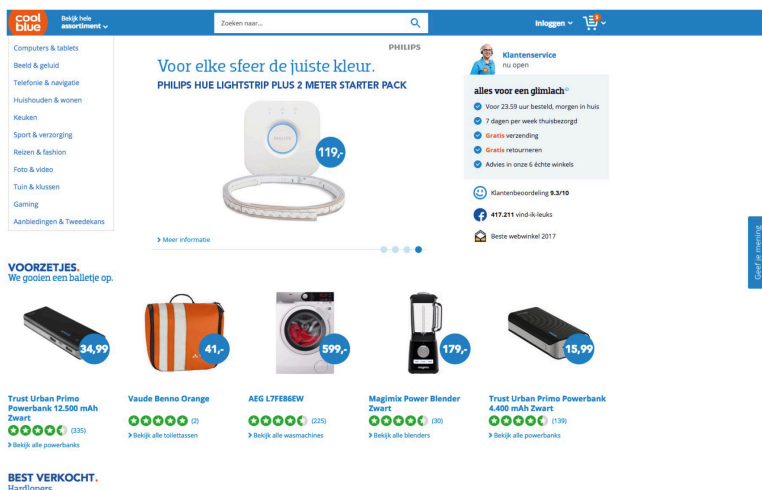 cool
blue
Bekijk hele
assortiment
Zoeken naar...
Inloggen
Computers & tablets
Beeld & geluid
Telefonie & navigatie
Huishouden & wonen
Keuken
Sport & verzorging
Reizen & fashion
Foto & video
Tuin & klussen
Gaming
Aanbiedingen & Tweedekans
PHILIPS
Voor elke sfeer de juiste kleur.
PHILIPS HUE LIGHTSTRIP PLUS 2 METER STARTER PACK
119,-
Meer informatie
Klantenservice
nu open
alles voor een glimlach
Voor 23.59 uur besteld, morgen in huis
7 dagen per week thuisbezorgd
Gratis verzending
Gratis retourneren
Advies in onze 6 échte winkels
Klantenbeoordeling 9.3/10
417.211 vind-ik-leuks
Beste webwinkel 2017
Geef je mening
VOORZETJES.
We gooien een balletje op.
34,99
Trust Urban Primo
Powerbank 12.500 mAh
Zwart
(335)
Bekijk alle powerbanks
41,-
Vaude Benno Orange
(2)
Bekijk alle toilettassen
599,-
AEG L7FE86EW
(225)
Bekijk alle wasmachines
179,-
Magimix Power Blender
Zwart
(30)
Bekijk alle blenders
15,99
Trust Urban Primo Powerbank
4.400 mAh Zwart
(139)
Bekijk alle powerbanks
BEST VERKOCHT.
Hardlopers